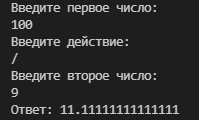 Введите первое число:
100
Введите действие:
/
Введите второе число:
9
Ответ: 11.11111111111111